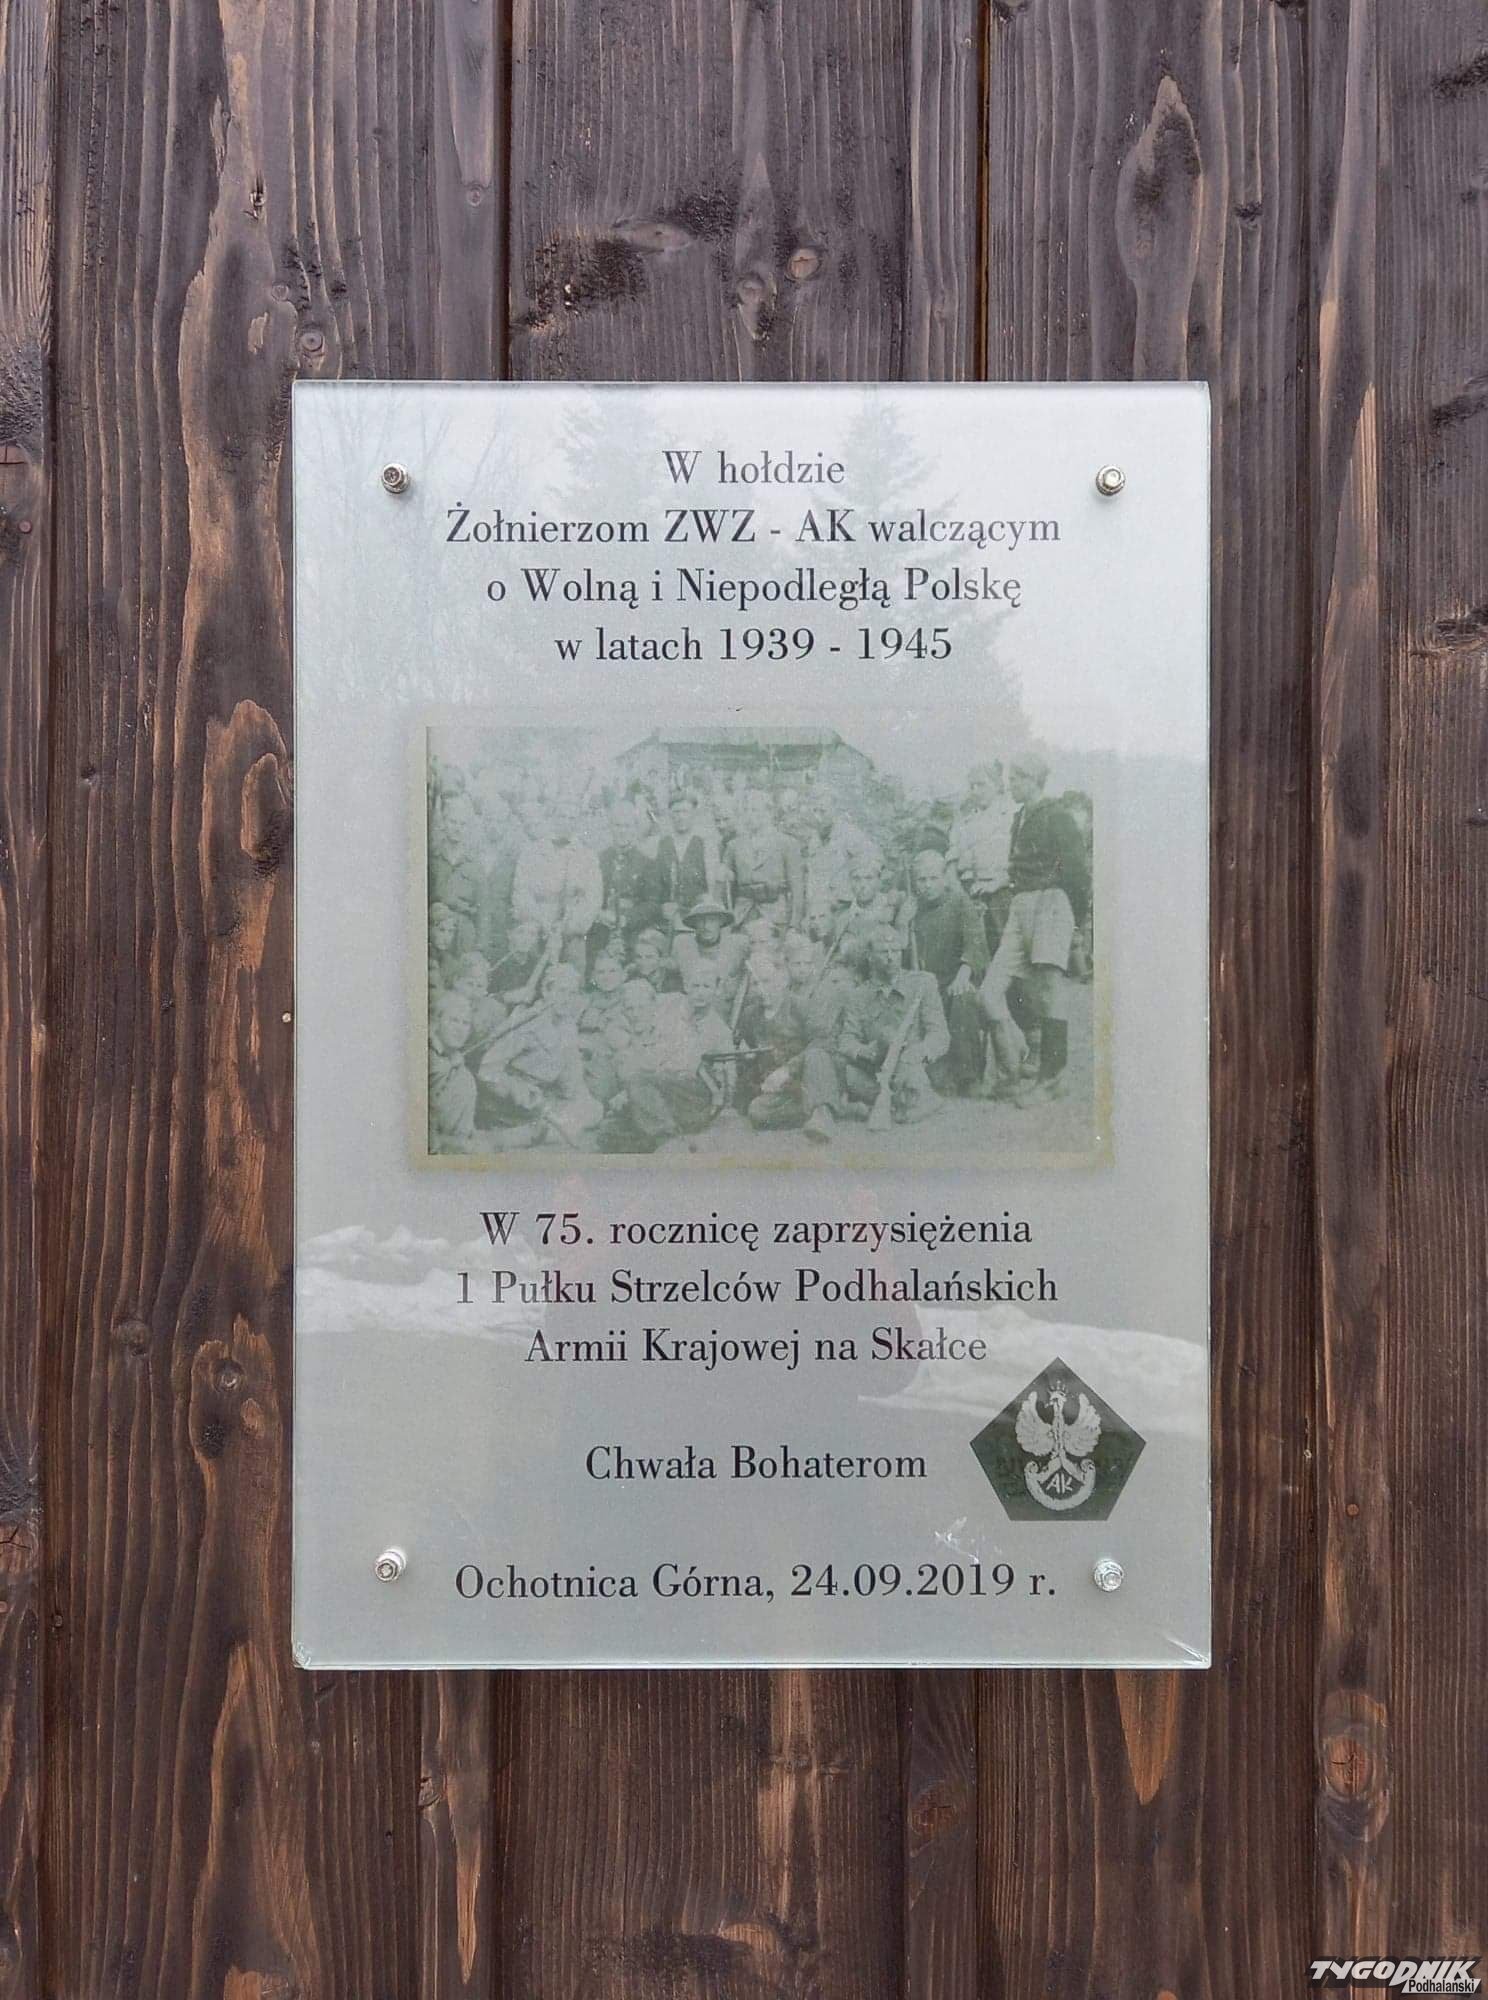 W hołdzie
Żołnierzom ZWZ - AK walczącym
o Wolną i Niepodległą Polskę
w latach 1939 - 1945
W 75. rocznicę zaprzysiężenia
1 Pułku Strzelców Podhalańskich
Armii Krajowej na Skałce
AK
Chwała Bohaterom
Ochotnica Górna, 24.09.2019 r.
TYGODNIK
Podhalański